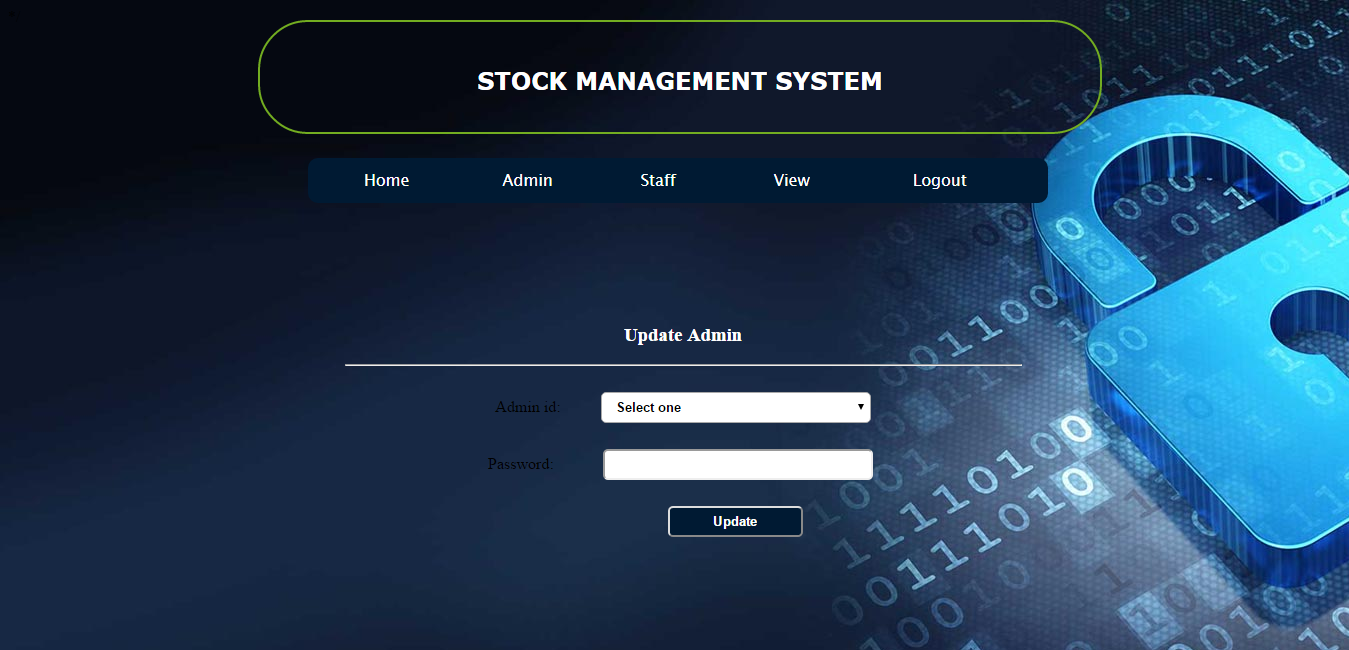 STOCK MANAGEMENT SYSTEM
Home Admin Staff View Logout
Update Admin
Admin id: Select one
Password:
Update